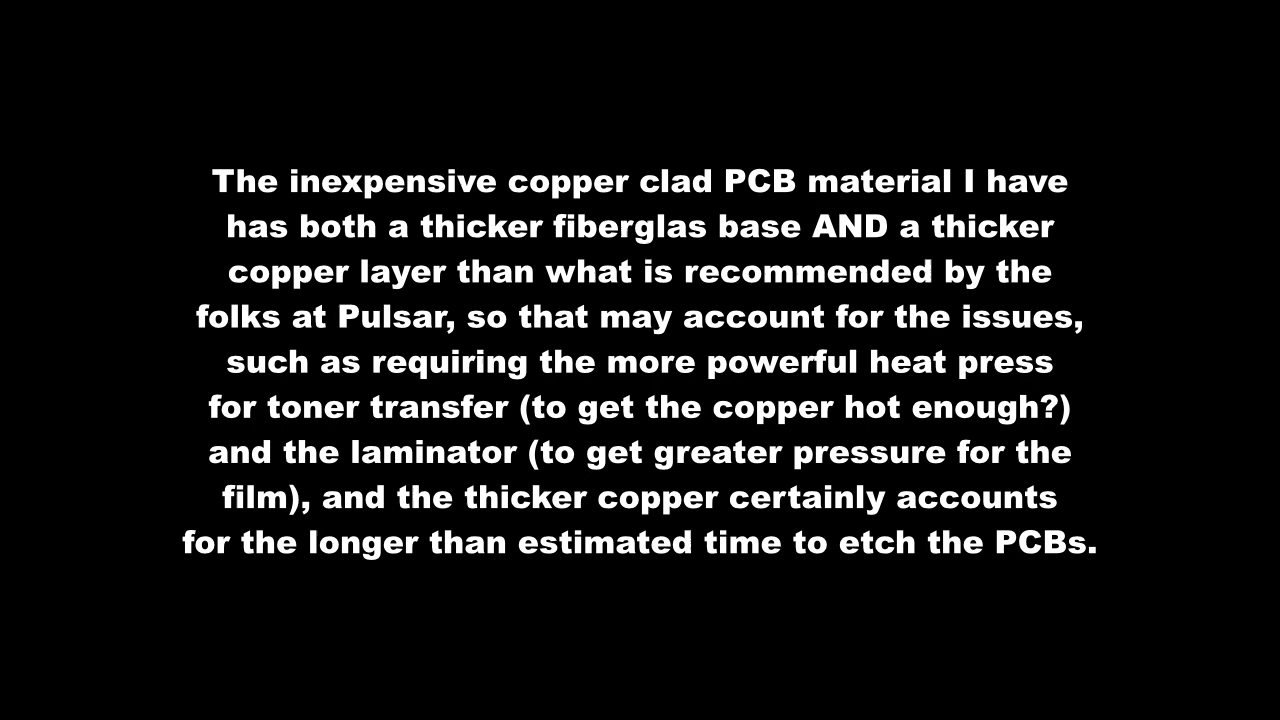 The inexpensive copper clad PCB material I have
has both a thicker fiberglas base AND a thicker
copper layer than what is recommended by the
folks at Pulsar, so that may account for the issues,
such as requiring the more powerful heat press
for toner transfer (to get the copper hot enough?)
and the laminator (to get greater pressure for the
film), and the thicker copper certainly accounts
for the longer than estimated time to etch the PCBs.